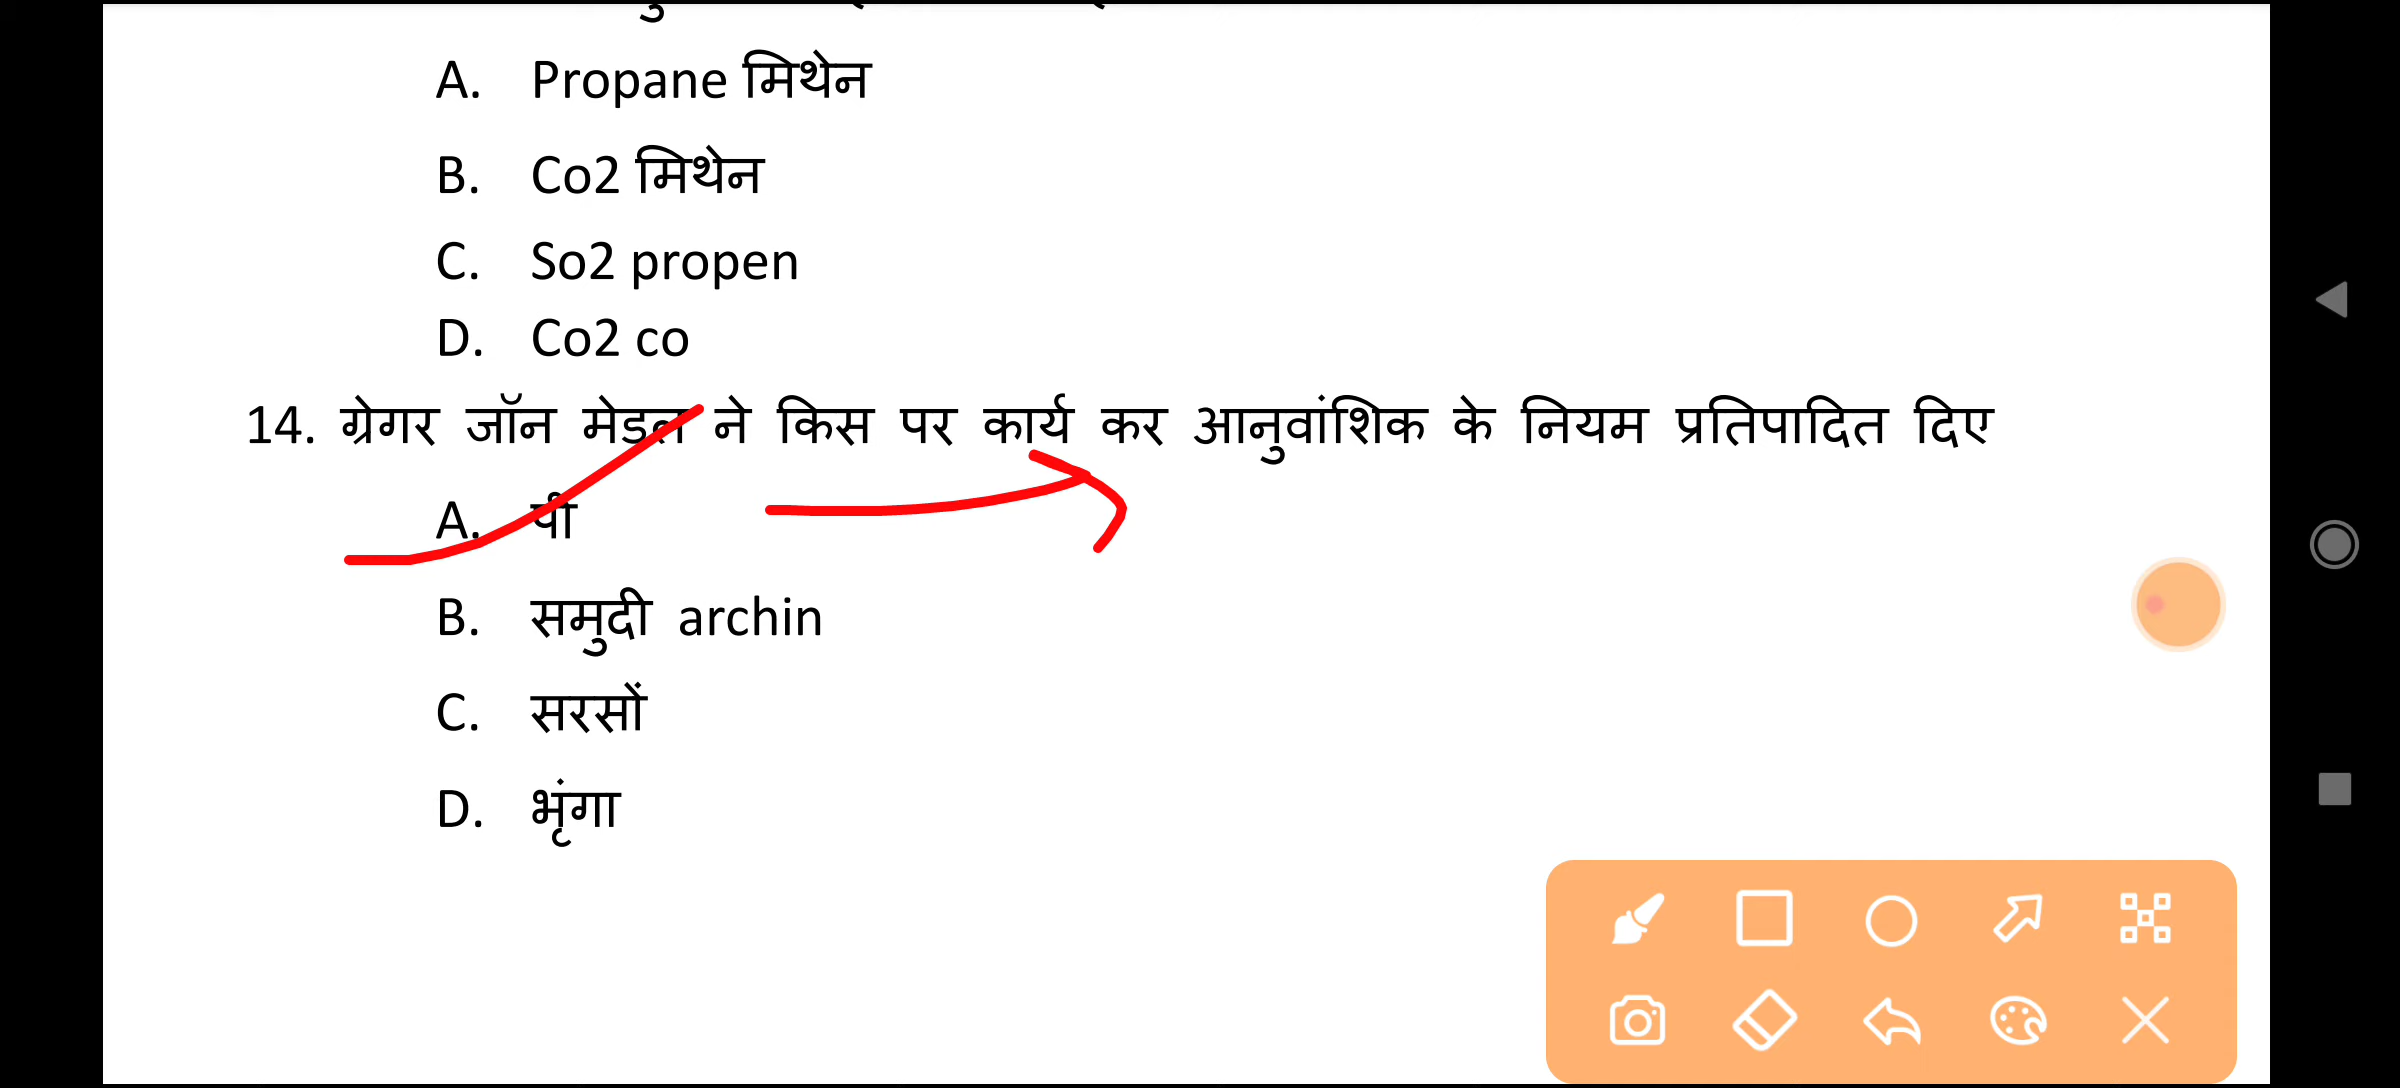 A. Propane मिथेन
B. Co2 मिथेन
C. So2 propen
D. Co2 co
14. ग्रेगर जॉन मेडल ने किस पर कार्य कर आनुवांशिक के नियम प्रतिपादित दिए
A. पी
B. समुदी archin
C. सरसों
D. भृंगा